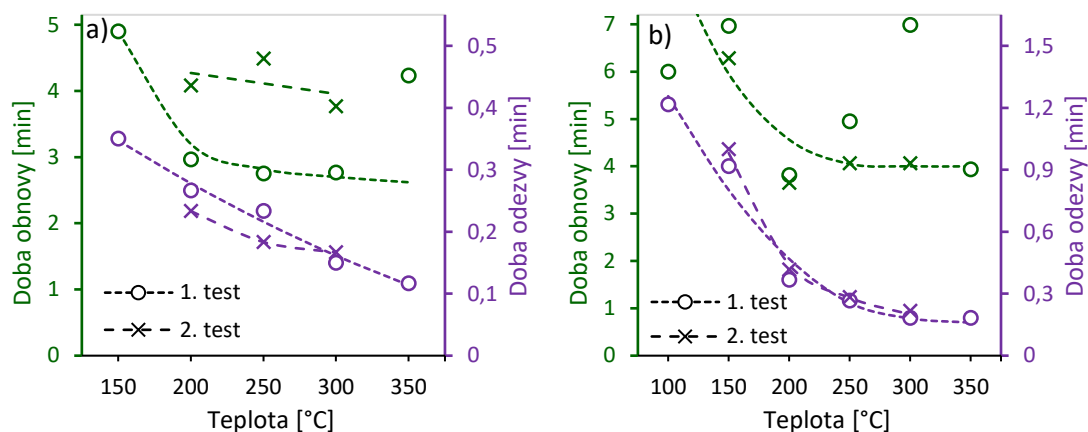 a)
Doba obnovy [min]
5
4
3
2
1
0
0,5
0,4
0,3
0,2
0,1
0
Doba odezvy [min]
1. test
2. test
150 200 250 300 350
Teplota [°C]
b)
Doba obnovy [min]
7
6
5
4
3
2
1
0
1,5
1,2
0,9
0,6
0,3
0
Doba odezvy [min]
1. test
2. test
100 150 200 250 300 350
Teplota [°C]